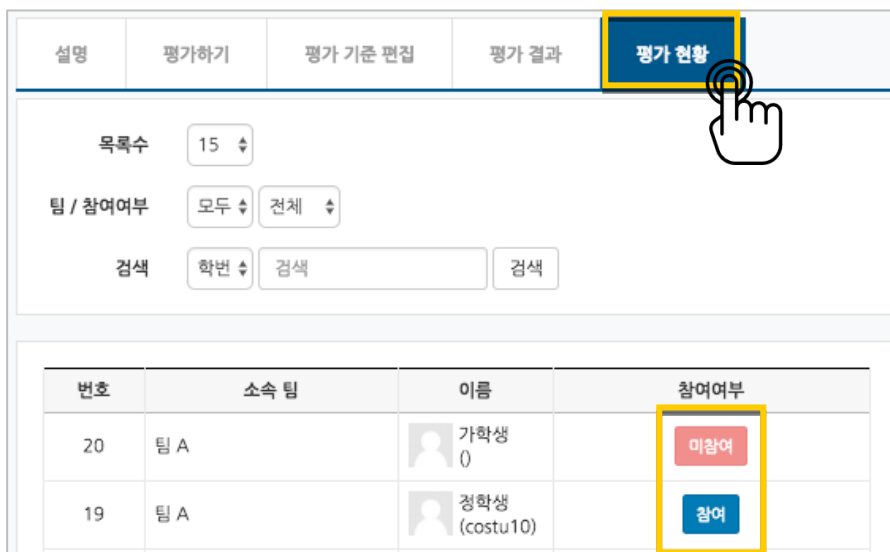 설명 평가하기 평가 기준 편집 평가 결과 평가 현황
목록수 15
팀 / 참여여부 모두 전체
검색 학번 검색 검색
번호 소속 팀 이름 참여여부
20 팀 A 가학생 미참여
()
19 팀 A 정학생 참여
(costu10)